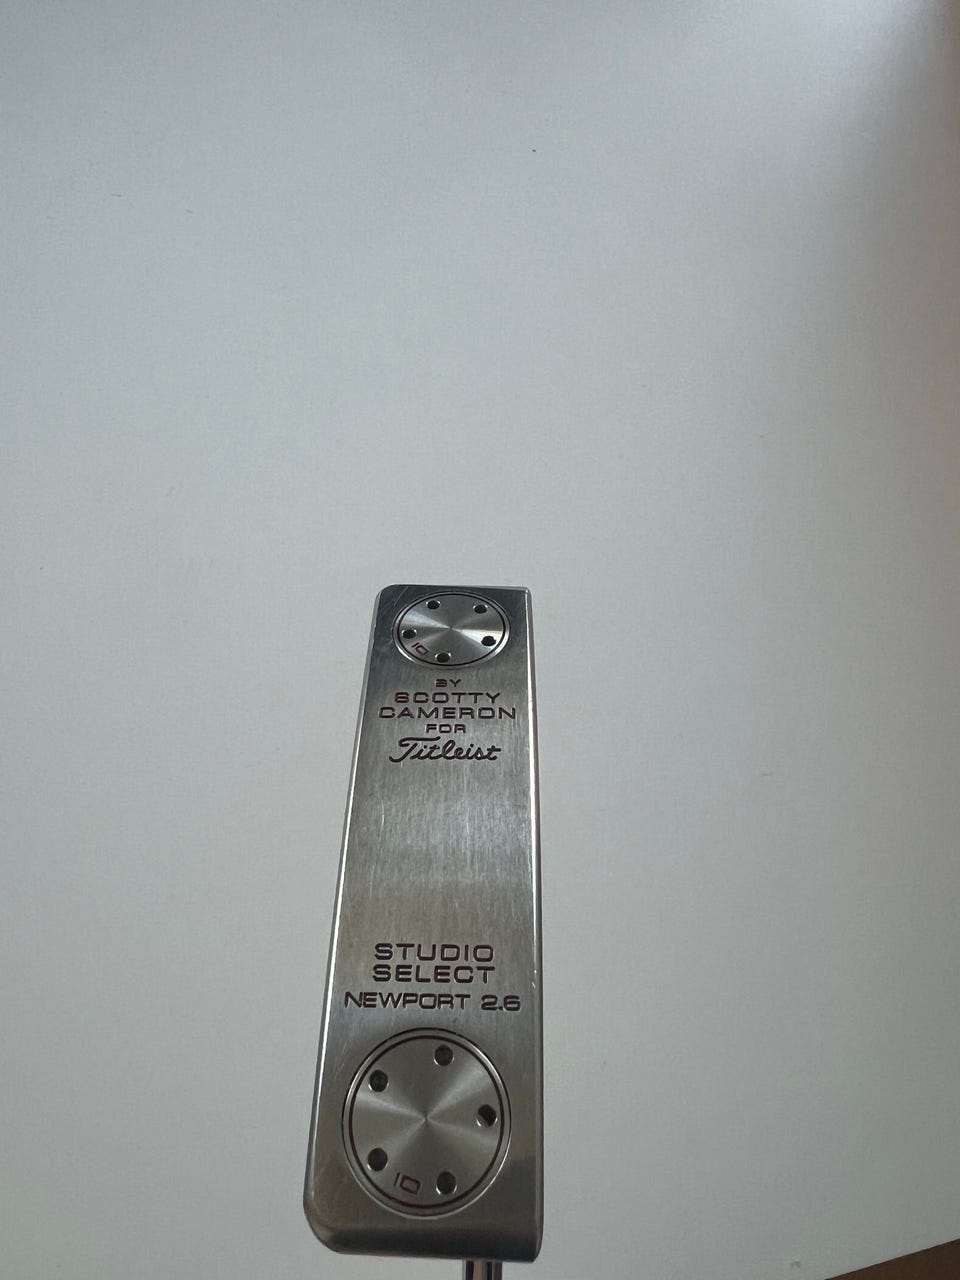 10
BY
SCOTTY
CAMERON
FOR
Titleist
STUDIO
SELECT
NEWPORT 2.6
10